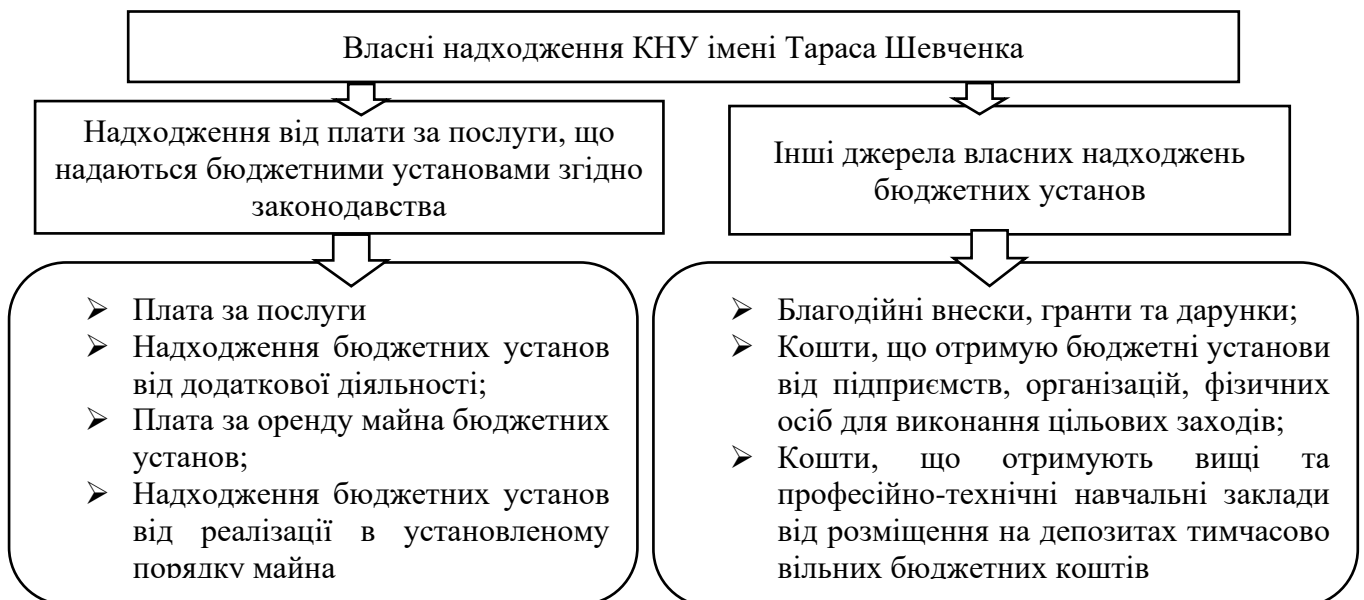 Власні надходження КНУ імені Тараса Шевченка
Надходження від плати за послуги, що
надаються бюджетними установами згідно
законодавства
Інші джерела власних надходжень
бюджетних установ
➢ Плата за послуги
➢ Надходження бюджетних установ
від додаткової діяльності;
➢ Плата за оренду майна бюджетних
установ;
➢ Надходження бюджетних установ
від реалізації в установленому
порядку майна
➢ Благодійні внески, гранти та дарунки;
➢ Кошти, що отримую бюджетні установи
від підприємств, організацій, фізичних
осіб для виконання цільових заходів;
➢ Кошти, що отримують вищі та
професійно-технічні навчальні заклади
від розміщення на депозитах тимчасово
вільних бюджетних коштів